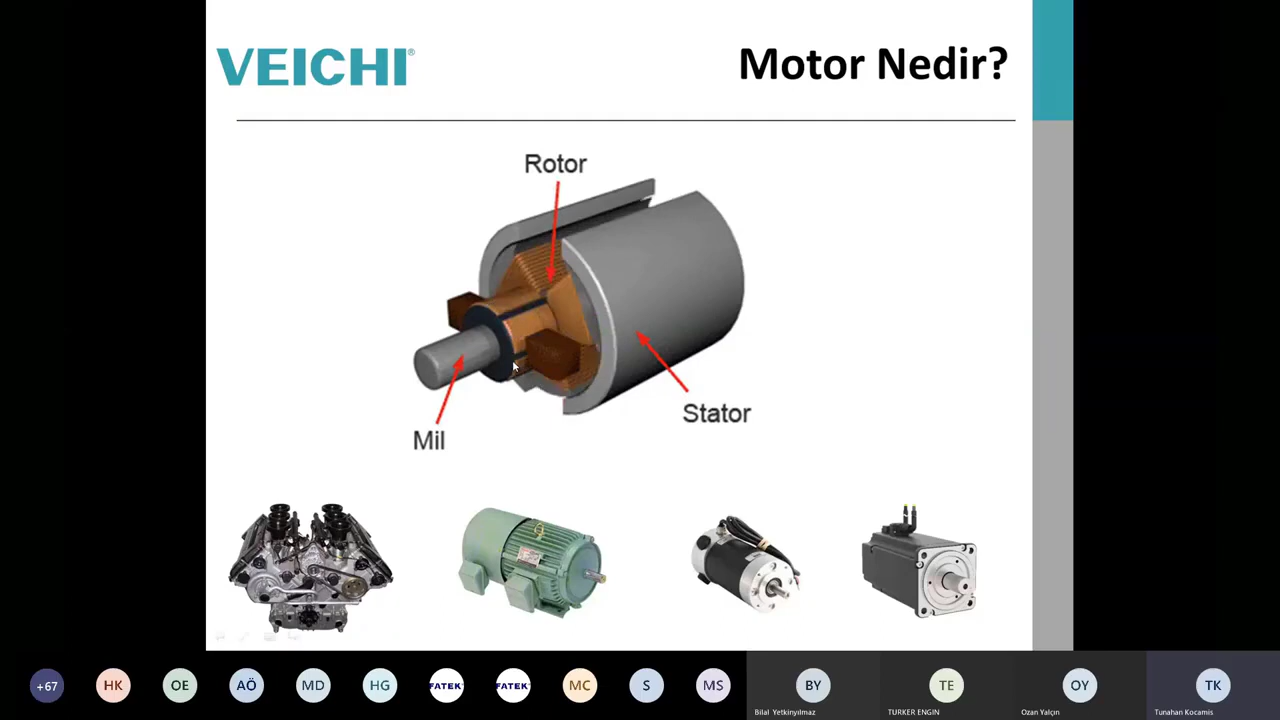 VEICHI®
Motor Nedir?
Rotor
Stator
Mil
+67
HK
OE
AÖ
MD
HG
FATEK
FATEK
MC
S
MS
BY
TE
OY
TK
Bilal Yetkinyılmaz
TURKER ENGIN
Ozan Yalçın
Tunahan Kocamis